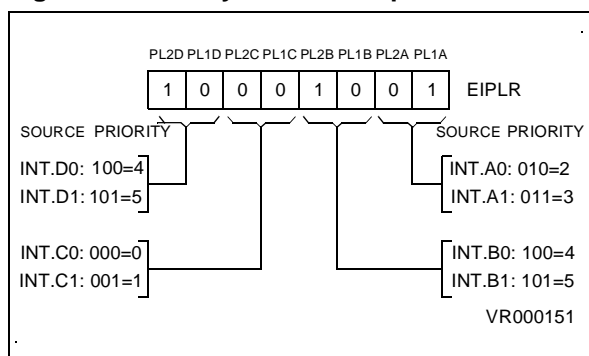 PL2D PL1D PL2C PL1C PL2B PL1B PL2A PL1A
1 0 0 0 1 0 0 1 EIPLR
SOURCE PRIORITY SOURCE PRIORITY
INT.D0: 100=4 INT.A0: 010=2
INT.D1: 101=5 INT.A1: 011=3
INT.C0: 000=0 INT.B0: 100=4
INT.C1: 001=1 INT.B1: 101=5
VR000151